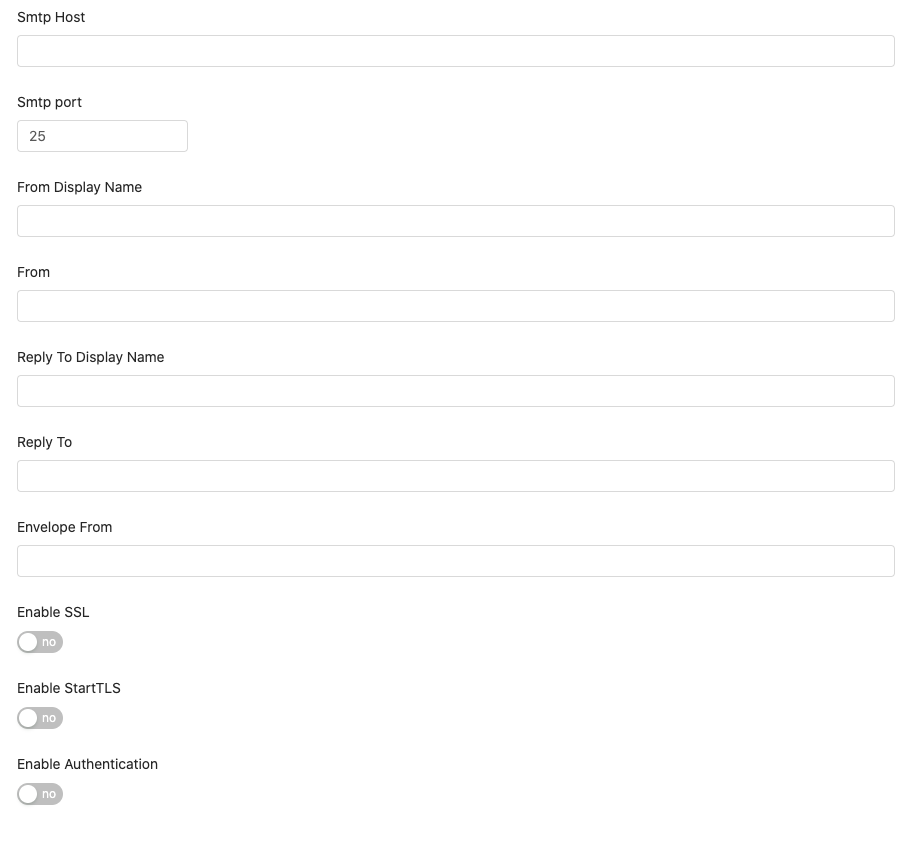 Smtp Host
Smtp port
25
From Display Name
From
Reply To Display Name
Reply To
Envelope From
Enable SSL
no
Enable StartTLS
no
Enable Authentication
no